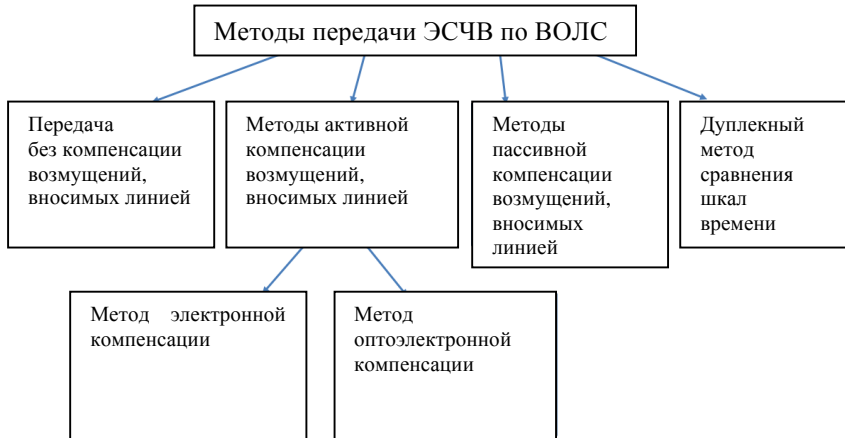 Методы передачи ЭСЧВ по ВОЛС
Передача
без компенсации
возмущений,
вносимых линией
Методы активной
компенсации
возмущений,
вносимых линией
Методы
пассивной
компенсации
возмущений,
вносимых
линией
Дуплекный
метод
сравнения
шкал
времени
Метод электронной
компенсации
Метод
оптоэлектронной
компенсации